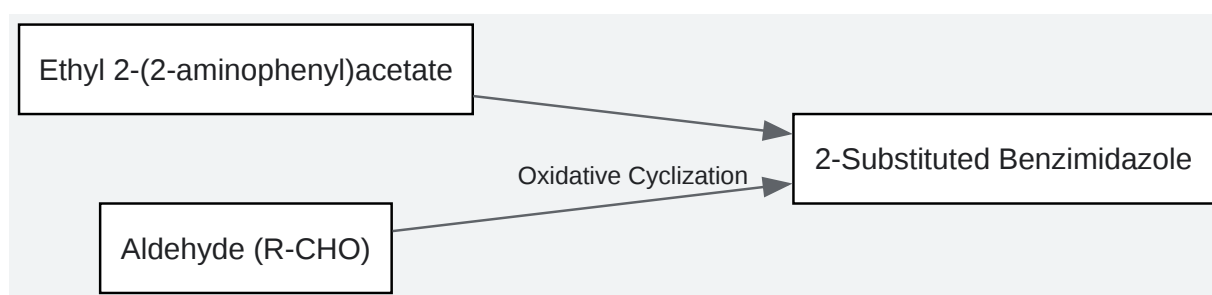 Ethyl 2-(2-aminophenyl)acetate
2-Substituted Benzimidazole
Oxidative Cyclization
Aldehyde (R-CHO)